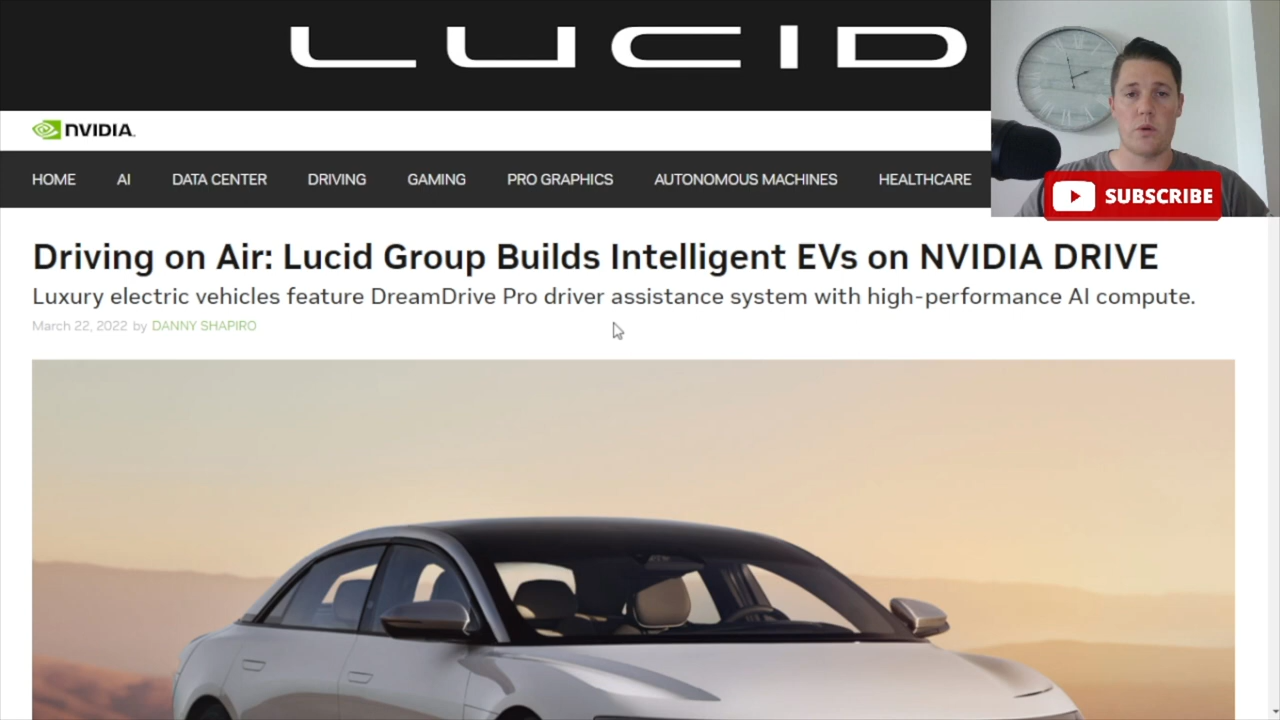 LUCID
NVIDIA.
HOME AI DATA CENTER DRIVING GAMING PRO GRAPHICS AUTONOMOUS MACHINES HEALTHCARE
SUBSCRIBE
Driving on Air: Lucid Group Builds Intelligent EVs on NVIDIA DRIVE
Luxury electric vehicles feature DreamDrive Pro driver assistance system with high-performance AI compute.
March 22, 2022 by DANNY SHAPIRO